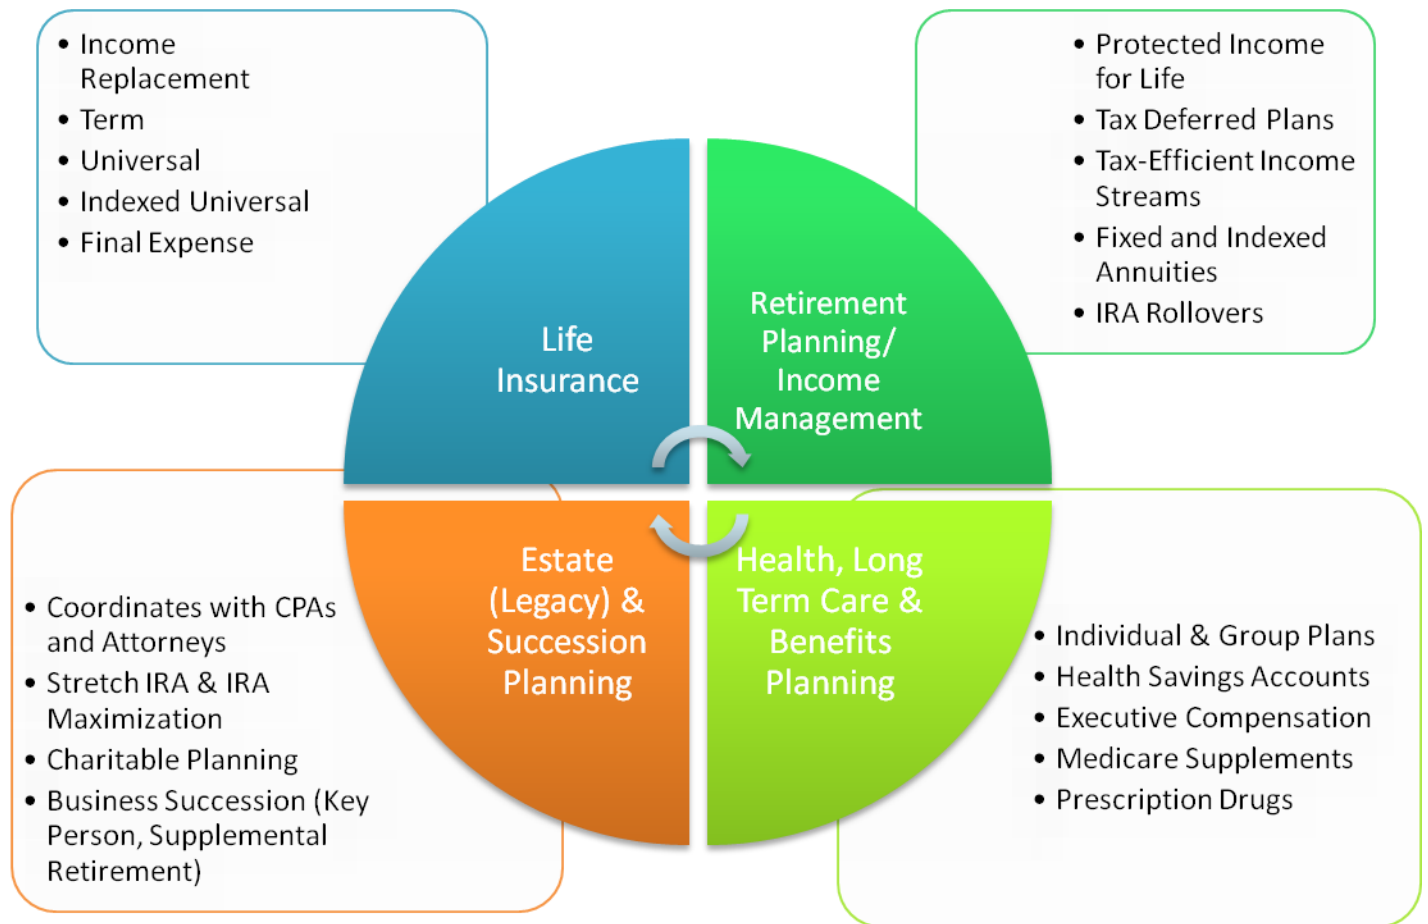 • Income
Replacement
• Term
• Universal
• Indexed Universal
• Final Expense
• Protected Income
for Life
• Tax Deferred Plans
• Tax-Efficient Income
Streams
• Fixed and Indexed
Annuities
• IRA Rollovers
Life
Insurance
Retirement
Planning/
Income
Management
Estate
(Legacy) &
Succession
Planning
Health, Long
Term Care &
Benefits
Planning
• Coordinates with CPAs
and Attorneys
• Stretch IRA & IRA
Maximization
• Charitable Planning
• Business Succession (Key
Person, Supplemental
Retirement)
• Individual & Group Plans
• Health Savings Accounts
• Executive Compensation
• Medicare Supplements
• Prescription Drugs